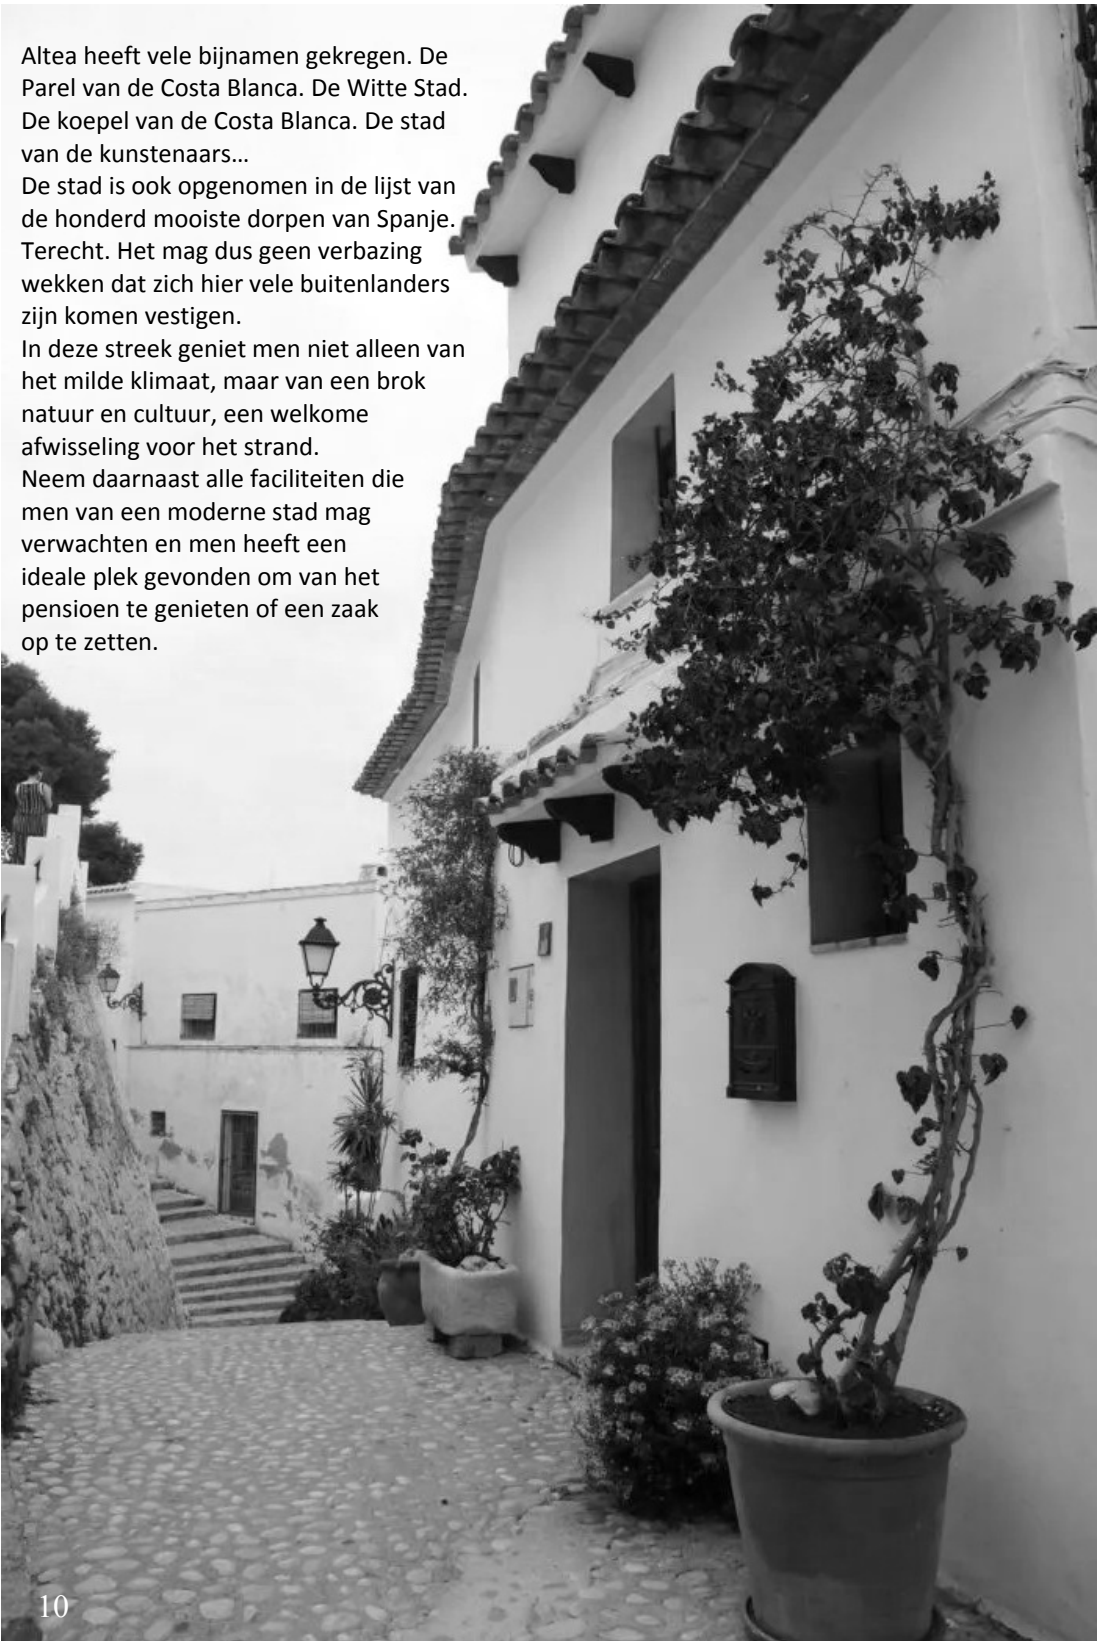 Altea heeft vele bijnamen gekregen. De
Parel van de Costa Blanca. De Witte Stad.
De koepel van de Costa Blanca. De stad
van de kunstenaars…
De stad is ook opgenomen in de lijst van
de honderd mooiste dorpen van Spanje.
Terecht. Het mag dus geen verbazing
wekken dat zich hier vele buitenlanders
zijn komen vestigen.
In deze streek geniet men niet alleen van
het milde klimaat, maar van een brok
natuur en cultuur, een welkome
afwisseling voor het strand.
Neem daarnaast alle faciliteiten die
men van een moderne stad mag
verwachten en men heeft een
ideale plek gevonden om van het
pensioen te genieten of een zaak
op te zetten.
10